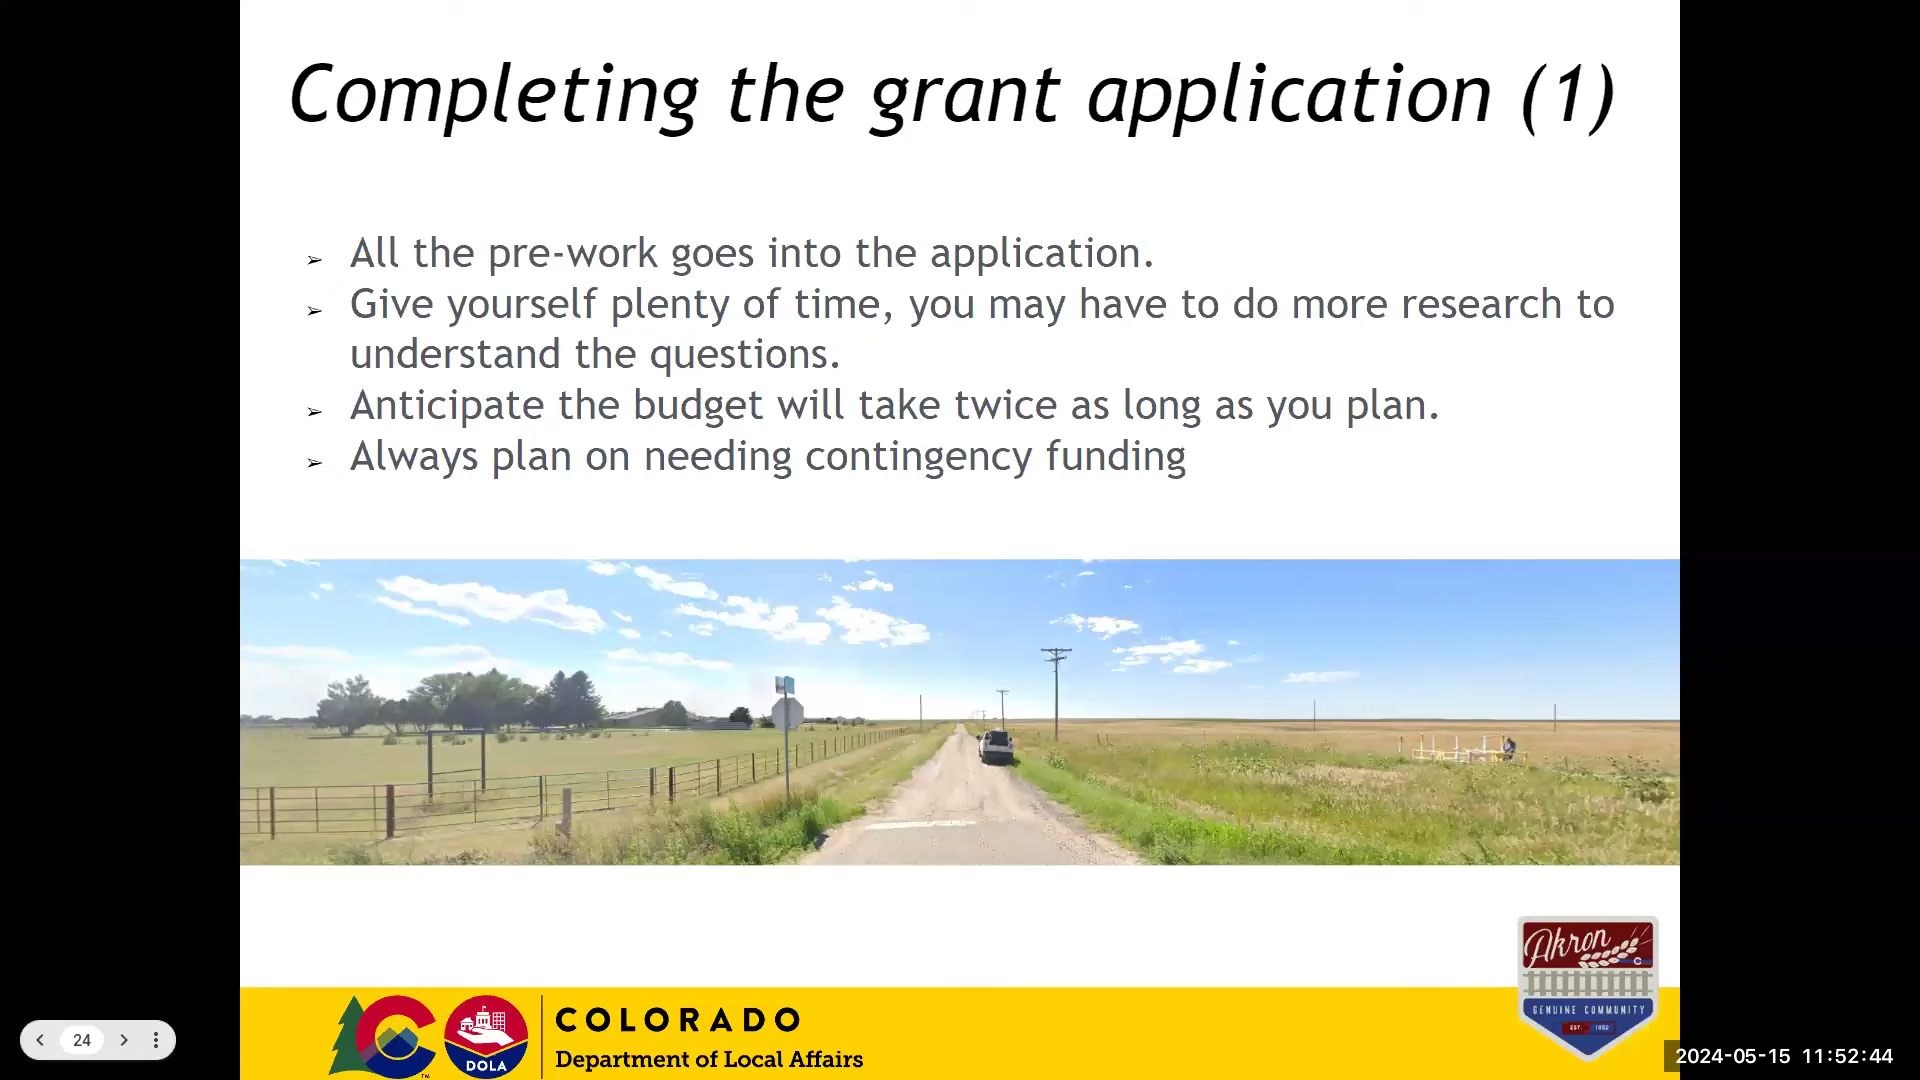 Completing the grant application (1)
➢ All the pre-work goes into the application.
➢ Give yourself plenty of time, you may have to do more research to
understand the questions.
➢ Anticipate the budget will take twice as long as you plan.
➢ Always plan on needing contingency funding
Akron
C
GENUINE COMMUNITY
EST. 1882
COLORADO
Department of Local Affairs
DOLA
TM
24
2024-05-15 11:52:44